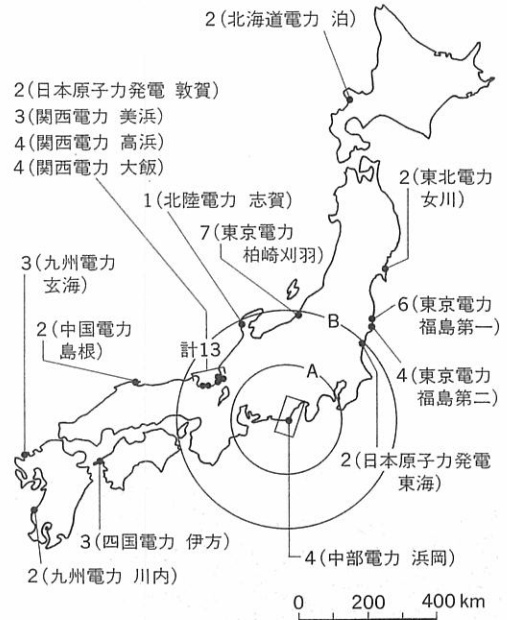 2(北海道電力 泊)
2(日本原子力発電 敦賀)
3(関西電力 美浜)
4(関西電力 高浜)
4(関西電力 大飯)
1(北陸電力 志賀)
7(東京電力
柏崎刈羽)
2(東北電力
女川)
3(九州電力
玄海)
2(中国電力
島根)
計13
B
A
6(東京電力
福島第一)
4(東京電力
福島第二)
2(日本原子力発電
東海)
3(四国電力 伊方)
4(中部電力 浜岡)
2(九州電力 川内)
0 200 400 km